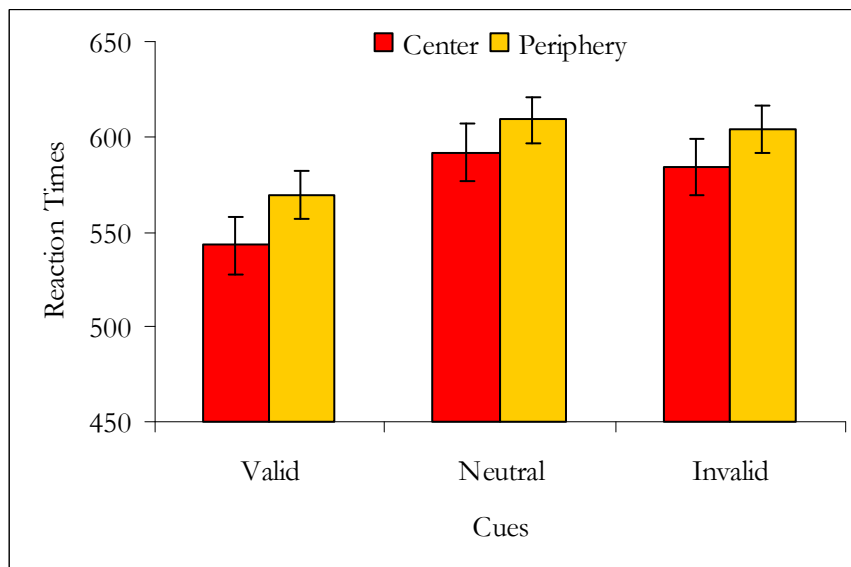 Center Periphery
650
600
550
500
450
Reaction Times
Valid Neutral Invalid
Cues